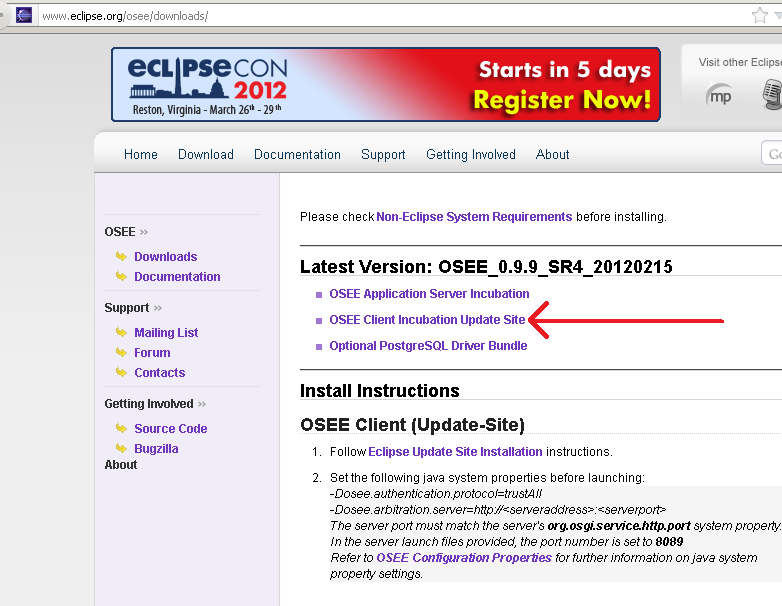 www.eclipse.org/osee/downloads/
eclipsecon
2012
Reston, Virginia - March 26th - 29th
Starts in 5 days
Register Now!
Visit other Eclipse
mp
Home Download Documentation Support Getting Involved About
Go
OSEE »
Downloads
Documentation
Support »
Mailing List
Forum
Contacts
Getting Involved »
Source Code
Bugzilla
About
Please check Non-Eclipse System Requirements before installing.
Latest Version: OSEE_0.9.9_SR4_20120215
OSEE Application Server Incubation
OSEE Client Incubation Update Site
Optional PostgreSQL Driver Bundle
Install Instructions
OSEE Client (Update-Site)
1. Follow Eclipse Update Site Installation instructions.
2. Set the following java system properties before launching:
-Dosee.authentication.protocol=trustAll
-Dosee.arbitration.server=http://<serveraddress>:<serverport>
The server port must match the server's org.osgi.service.http.port system property.
In the server launch files provided, the port number is set to 8089
Refer to OSEE Configuration Properties for further information on java system
property settings.